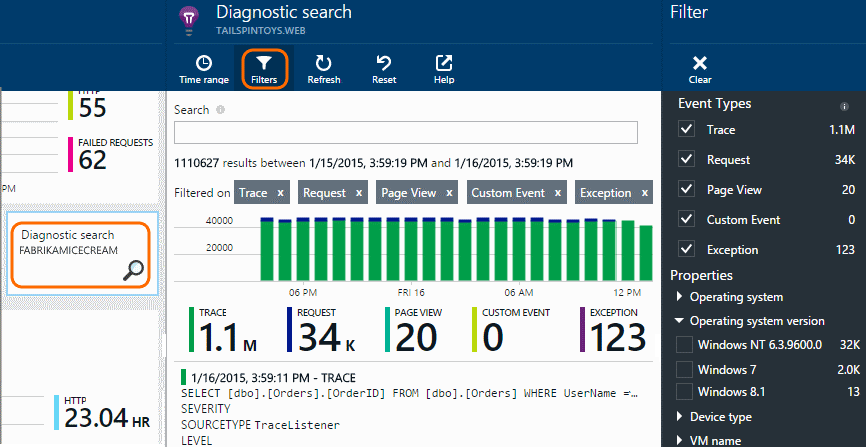 HTTP
55
FAILED REQUESTS
62
PM
Diagnostic search
FABRIKAMICECREAM
HTTP
23.04 HR
Diagnostic search
TAILSPINTOYS.WEB
Time range
Filters
Refresh
Reset
Help
Search
1110627 results between 1/15/2015, 3:59:19 PM and 1/16/2015, 3:59:19 PM
Filtered on Trace x Request x Page View x Custom Event x Exception x
40000
20000
06 PM FRI 16 06 AM 12 PM
TRACE
1.1 M
REQUEST
34 K
PAGE VIEW
20
CUSTOM EVENT
0
EXCEPTION
123
1/16/2015, 3:59:11 PM - TRACE
SELECT [dbo].[Orders].[OrderID] FROM [dbo].[Orders] WHERE UserName =…
SEVERITY
SOURCETYPE TraceListener
LEVEL
Filter
Clear
Event Types
Trace 1.1M
Request 34K
Page View 20
Custom Event 0
Exception 123
Properties
Operating system
Operating system version
Windows NT 6.3.9600.0 32K
Windows 7 2.0K
Windows 8.1 13
Device type
VM name